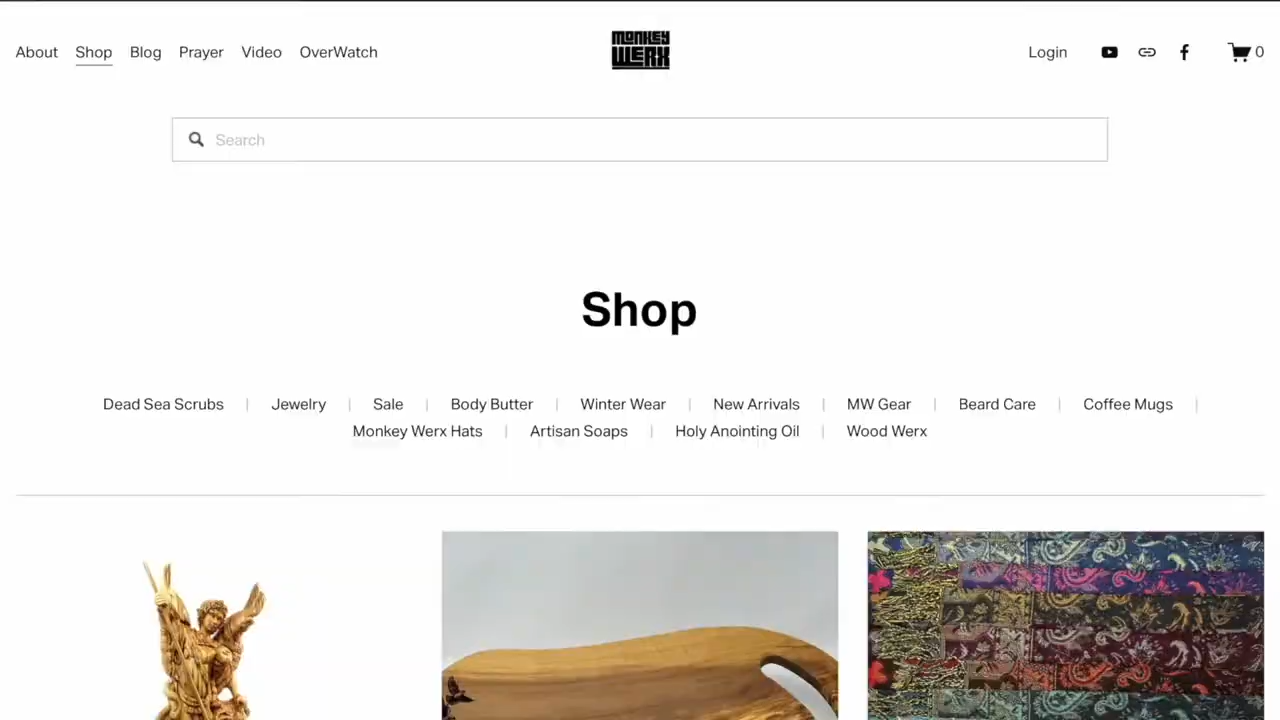 About Shop Blog Prayer Video OverWatch
MONKEY
WERX
Login 0
Search
Shop
Dead Sea Scrubs | Jewelry | Sale | Body Butter | Winter Wear | New Arrivals | MW Gear | Beard Care | Coffee Mugs |
Monkey Werx Hats | Artisan Soaps | Holy Anointing Oil | Wood Werx